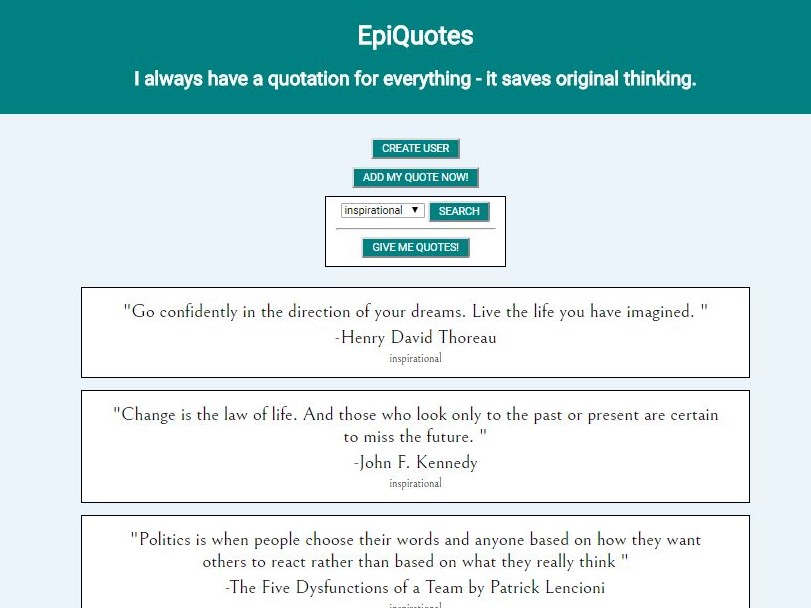 EpiQuotes
I always have a quotation for everything - it saves original thinking.
CREATE USER
ADD MY QUOTE NOW!
inspirational ▼ SEARCH
GIVE ME QUOTES!
"Go confidently in the direction of your dreams. Live the life you have imagined. "
-Henry David Thoreau
inspirational
"Change is the law of life. And those who look only to the past or present are certain
to miss the future. "
-John F. Kennedy
inspirational
"Politics is when people choose their words and anyone based on how they want
others to react rather than based on what they really think "
-The Five Dysfunctions of a Team by Patrick Lencioni